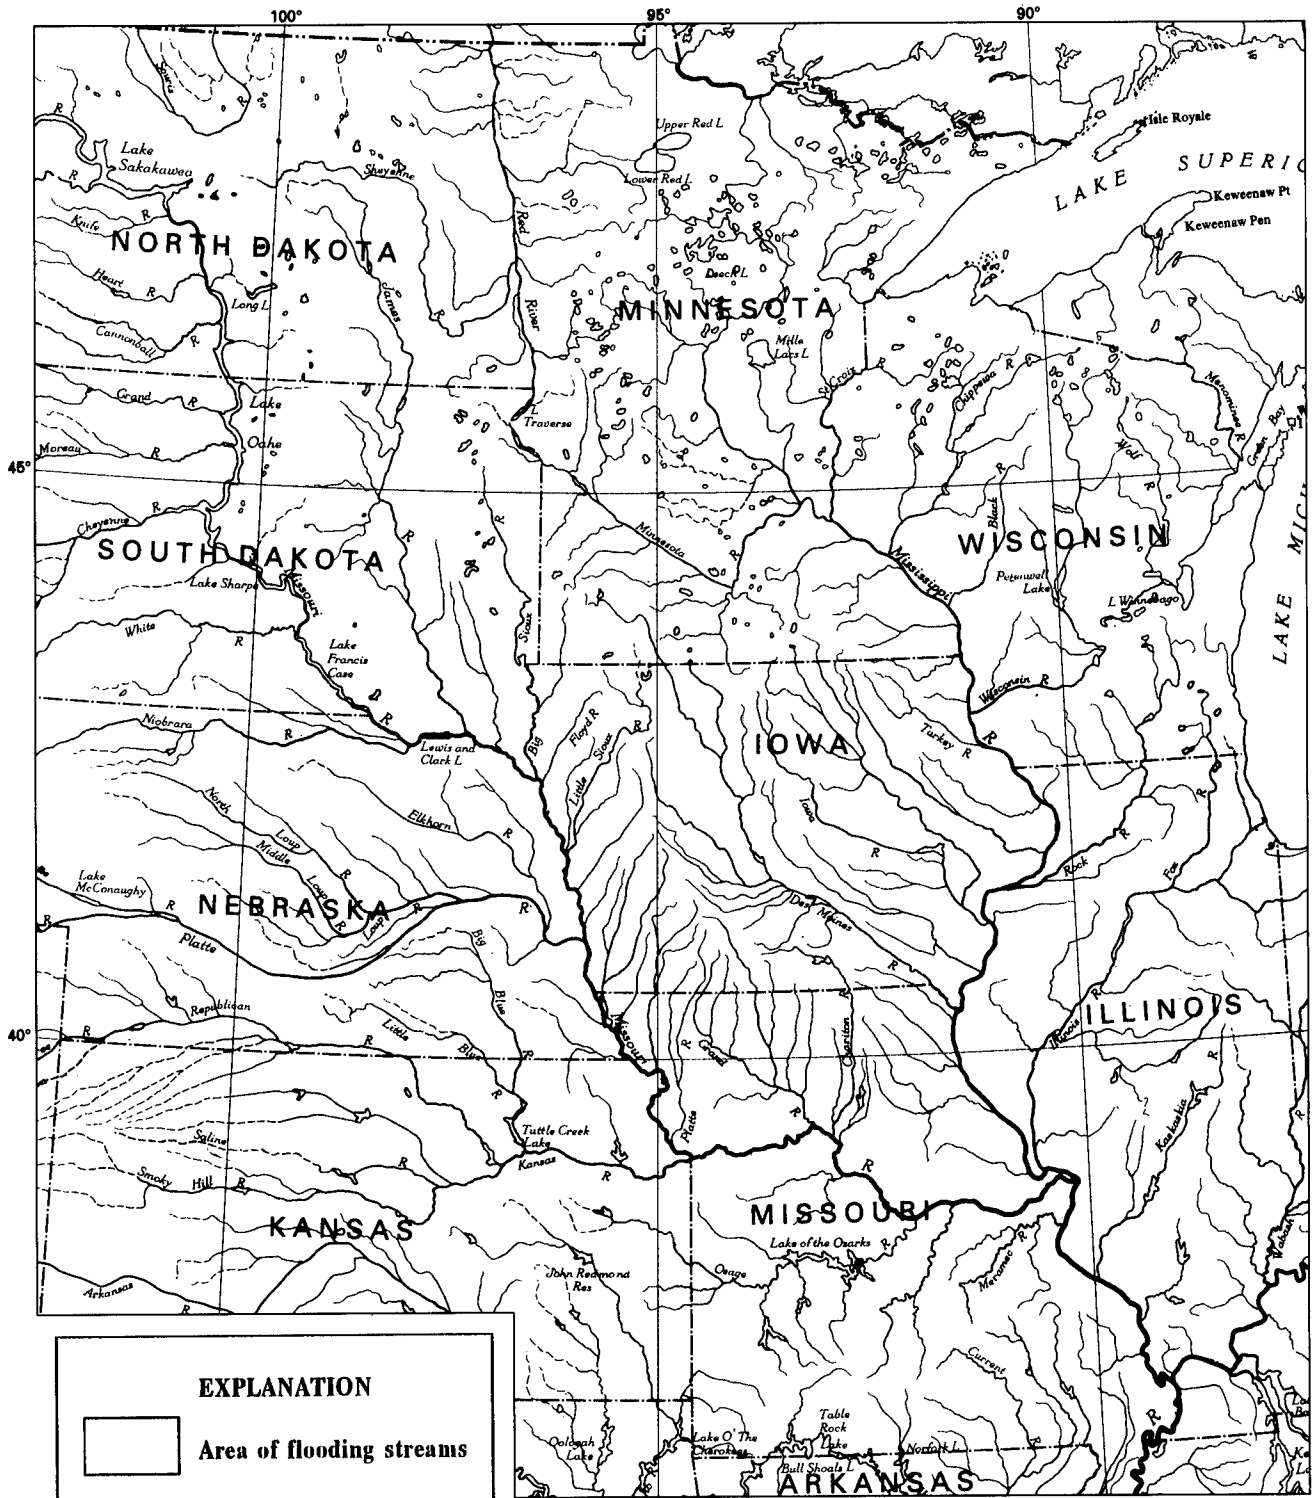 100°
95°
90°
Souris
R
R
Lake
Sakakawea
R
Knife
R
Sheyenne
Upper Red L
Lower Red L
Isle Royale
LAKE SUPERIO
Keweenaw Pt
Keweenaw Pen
NORTH DAKOTA
Heart R
Long L
James
R
Red
River
Leech L
MINNESOTA
Mille
Lacs L
Cannonball R
Grand R
Lake
Oahe
Moreau R
L
Traverse
St Croix
R
Chippewa R
Menominee R
Green Bay
Wolf
R
45°
Cheyenne R
SOUTH DAKOTA
Lake Sharpe
Missouri
R
R
Sioux
Minnesota
R
Black R
WISCONSIN
Mississippi
Petenwell
Lake
L Winnebago
LAKE MICH
White R
Lake
Francis
Case
R
Niobrara R
Lewis and
Clark L
Big
Floyd R
Little Sioux R
IOWA
Turkey R
Wisconsin R
R
North Loup R
Middle Loup R
Loup R
Elkhorn R
Iowa
R
Rock R
Fox R
Lake
McConaughy
R
R
Platte
NEBRASKA
R
Des Moines
R
Big
Blue
R
Republican
R
R
Little
Blue
R
40°
Missouri
R
Grand
R
Platte
Chariton R
Illinois R
ILLINOIS
R
Kaskaskia
R
Wabash
Saline
R
Smoky Hill R
Tuttle Creek
Lake
Kansas
R
KANSAS
R
MISSOURI
Lake of the Ozarks
R
Osage
Meramec R
John Redmond
Res
Arkansas
R
Current
R
R
Oologah
Lake
Lake O' The
Cherokees
Table
Rock
Lake
Norfork L
Bull Shoals L
ARKANSAS
EXPLANATION
Area of flooding streams